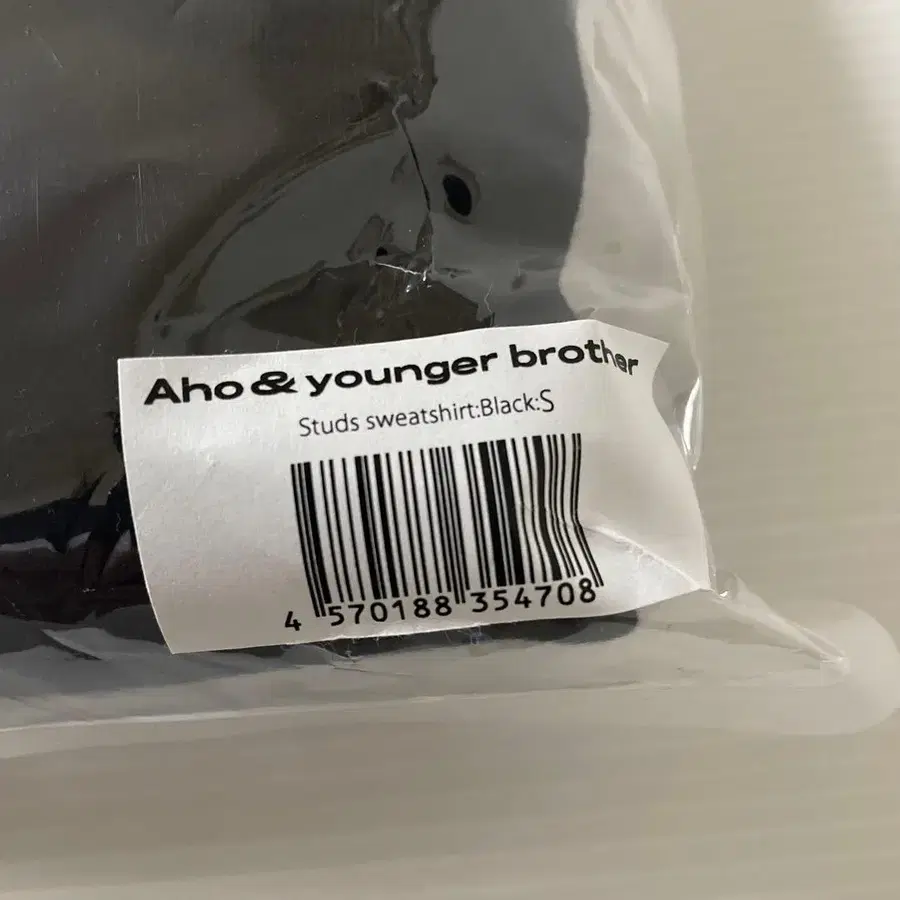 Aho & younger brother
Studs sweatshirt:Black:S
4 570188 354708